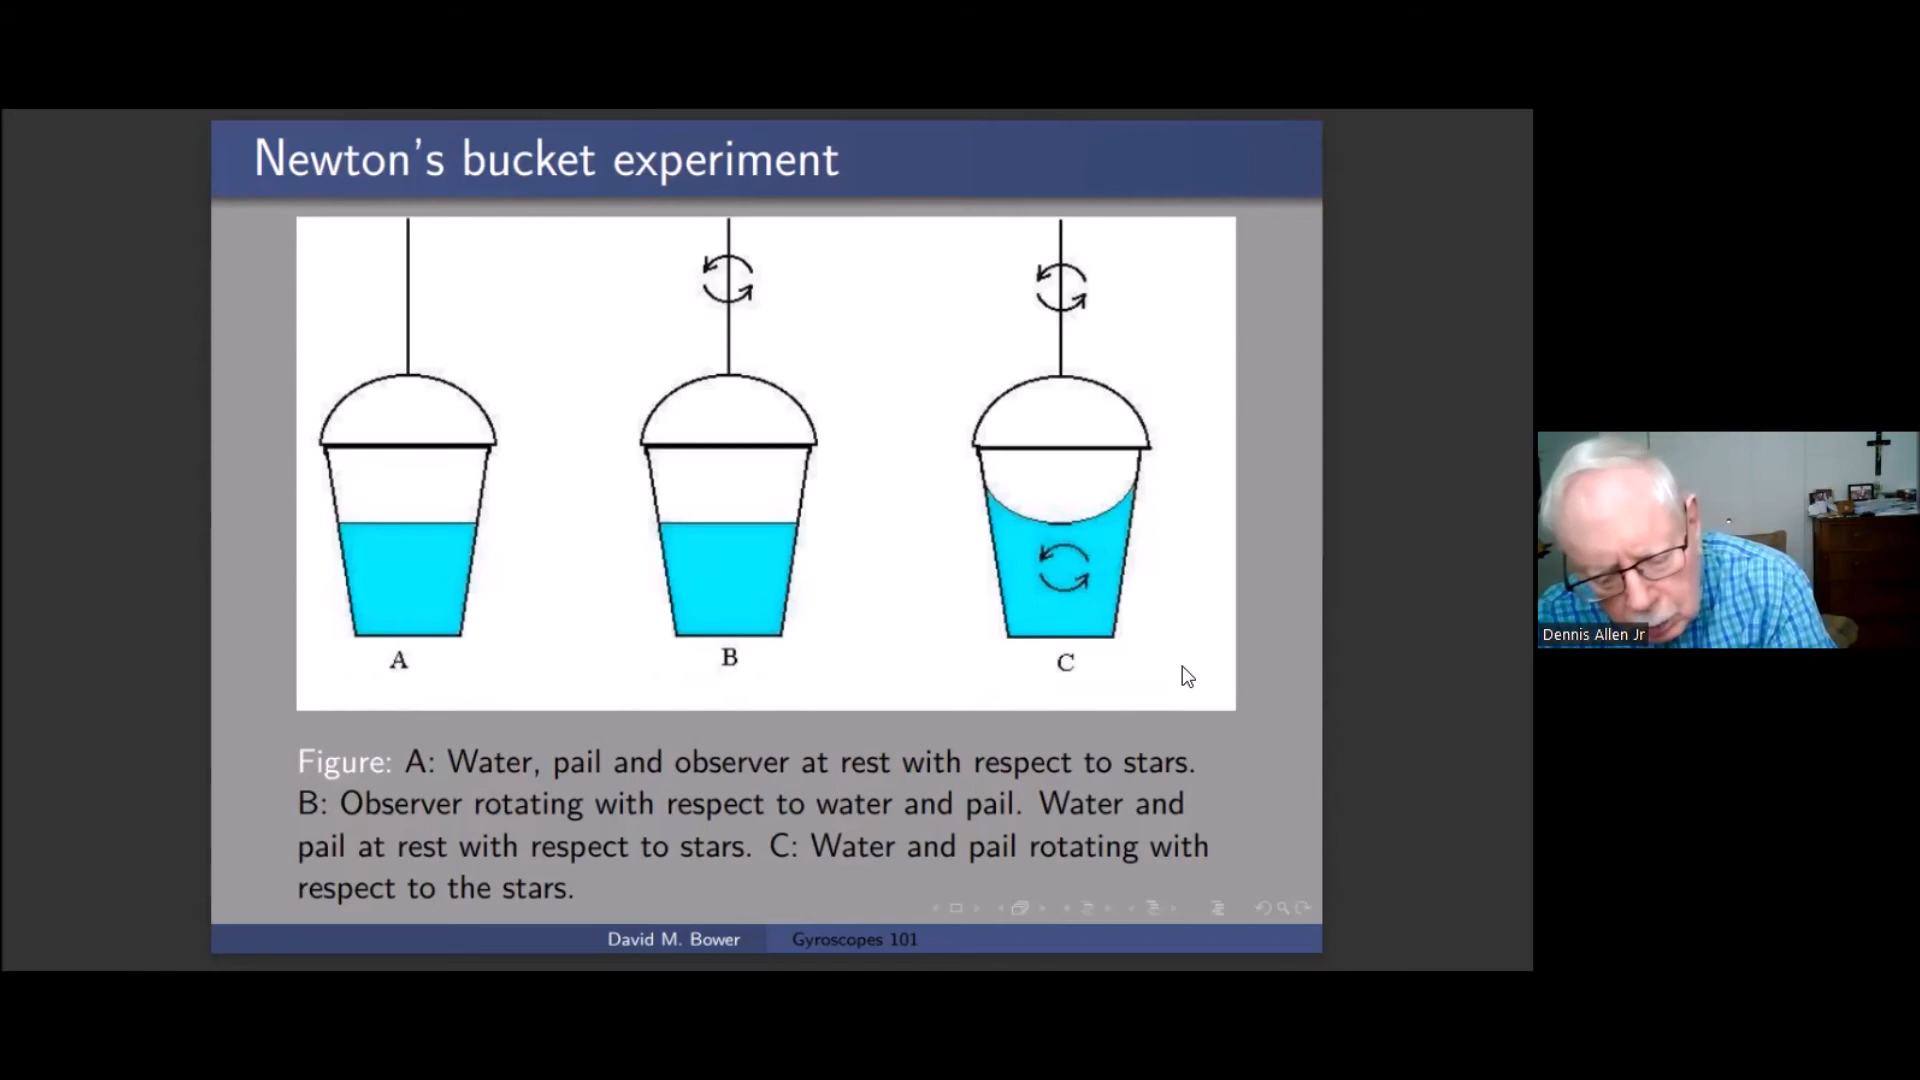 Newton's bucket experiment
A
B
C
Figure: A: Water, pail and observer at rest with respect to stars.
B: Observer rotating with respect to water and pail. Water and
pail at rest with respect to stars. C: Water and pail rotating with
respect to the stars.
David M. Bower
Gyroscopes 101
Dennis Allen Jr